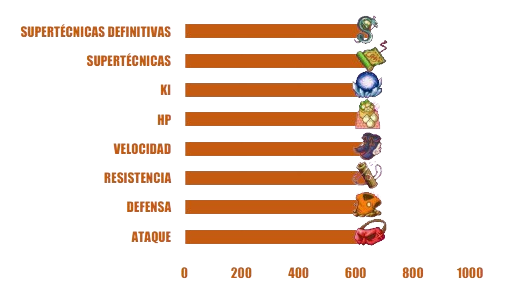 SUPERTÉCNICAS DEFINITIVAS
SUPERTÉCNICAS
KI
HP
VELOCIDAD
RESISTENCIA
DEFENSA
ATAQUE
0 200 400 600 800 1000